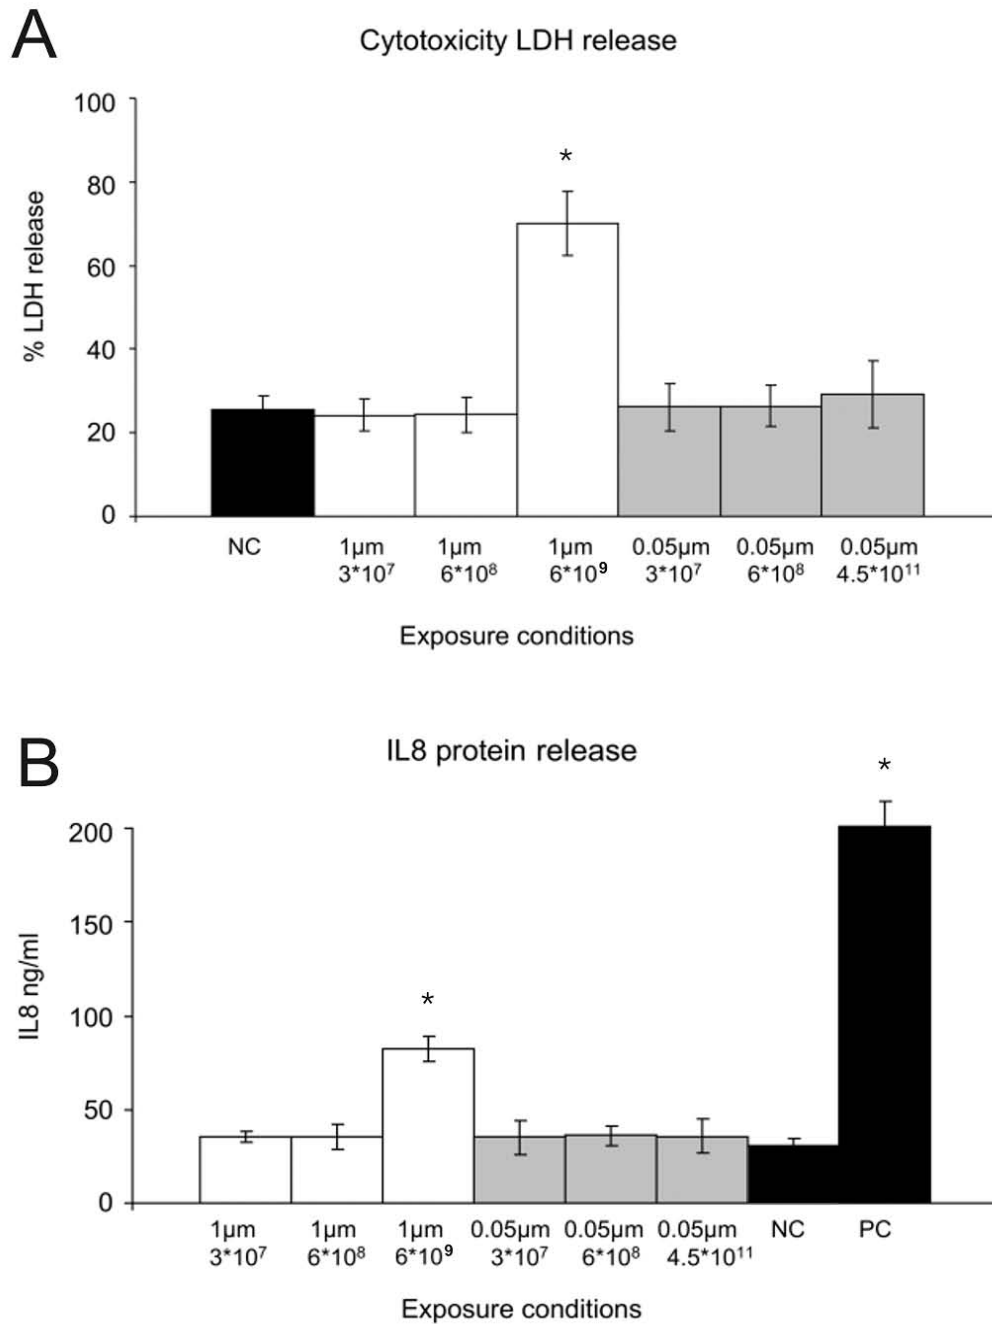 A
Cytotoxicity LDH release
100
80
60
40
20
0
% LDH release
*
NC
1µm
3*10⁷
1µm
6*10⁸
1µm
6*10⁹
0.05µm
3*10⁷
0.05µm
6*10⁸
0.05µm
4.5*10¹¹
Exposure conditions
B
IL8 protein release
200
150
100
50
0
IL8 ng/ml
*
*
1µm
3*10⁷
1µm
6*10⁸
1µm
6*10⁹
0.05µm
3*10⁷
0.05µm
6*10⁸
0.05µm
4.5*10¹¹
NC
PC
Exposure conditions